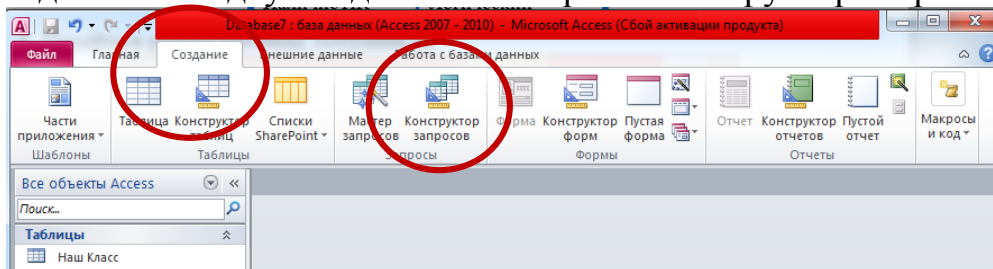 Database7 : база данных (Access 2007 - 2010) - Microsoft Access (Сбой активации продукта)
Файл Главная Создание Внешние данные Работа с базами данных
Части приложения
Таблица
Конструктор таблиц
Списки SharePoint
Мастер запросов
Конструктор запросов
Форма
Конструктор форм
Пустая форма
Отчет
Конструктор отчетов
Пустой отчет
Макросы и код
Шаблоны Таблицы Запросы Формы Отчеты
Все объекты Access
Поиск...
Таблицы
Наш Класс